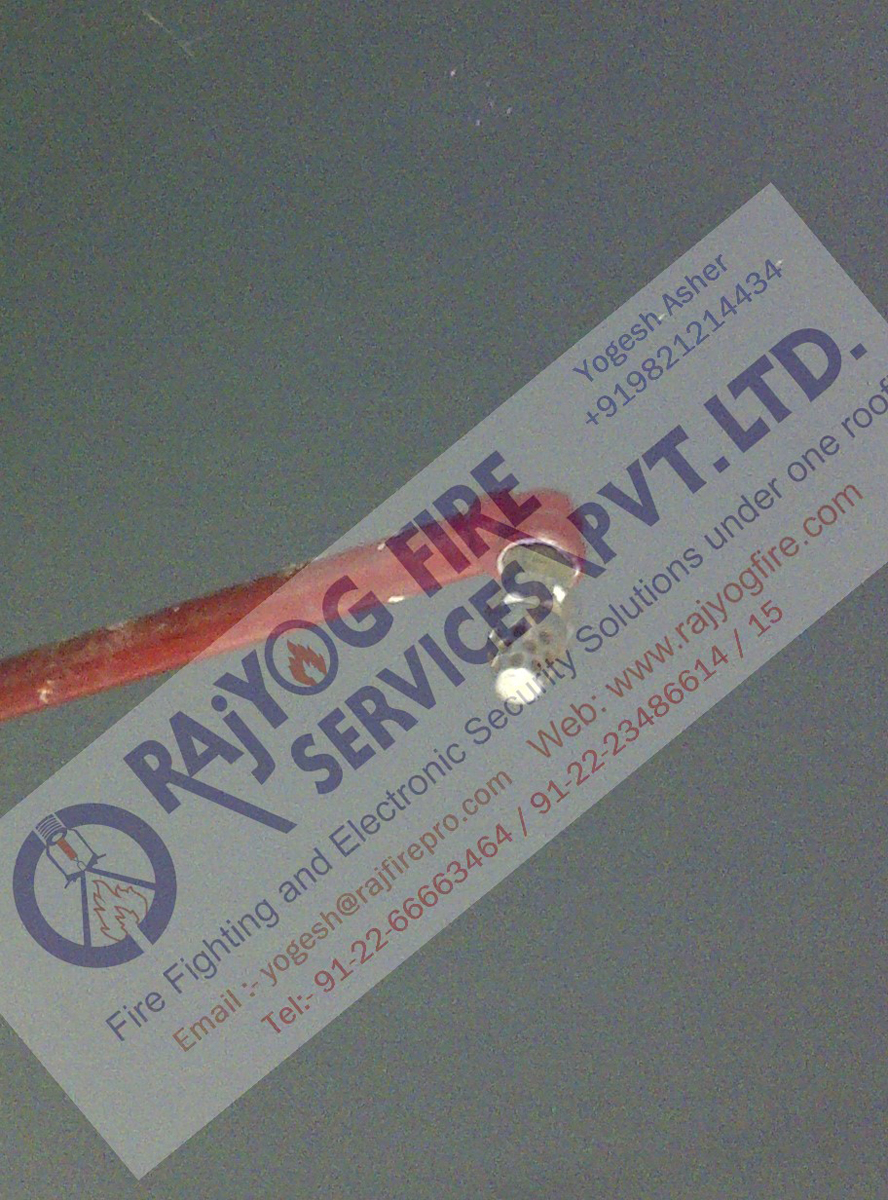 Yogesh Asher
+919821214434
RAJYOG FIRE
SERVICES PVT. LTD.
Fire Fighting and Electronic Security Solutions under one roof
Email :- yogesh@rajfirepro.com Web: www.rajyogfire.com
Tel:- 91-22-66663464 / 91-22-23486614 / 15